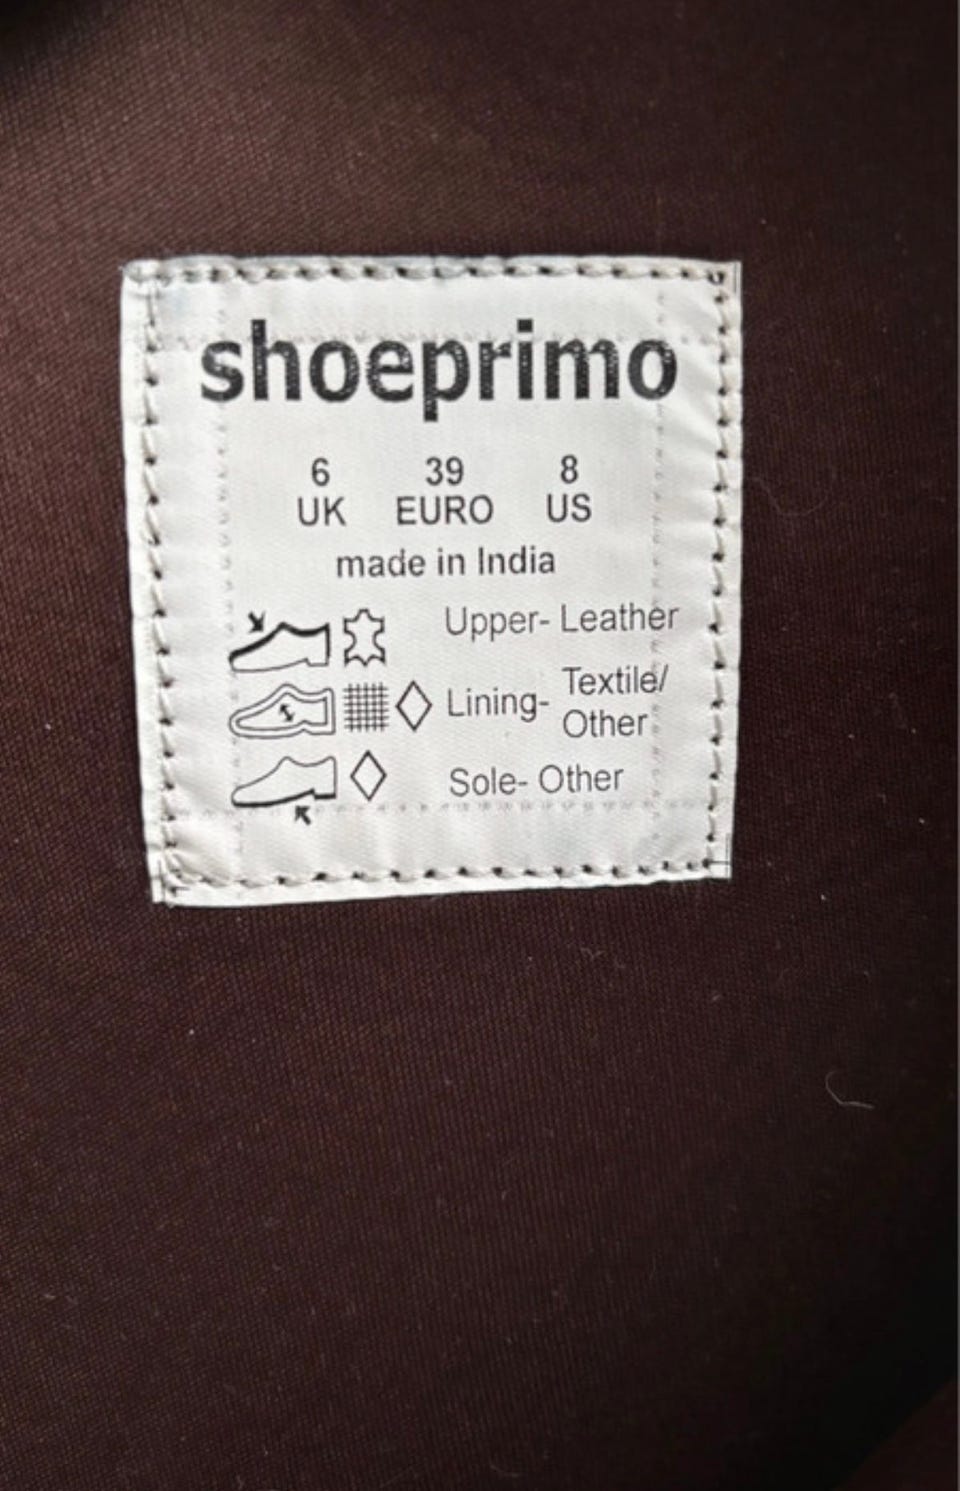 shoeprimo
6 39 8
UK EURO US
made in India
Upper- Leather
Lining- Textile/
Other
Sole- Other